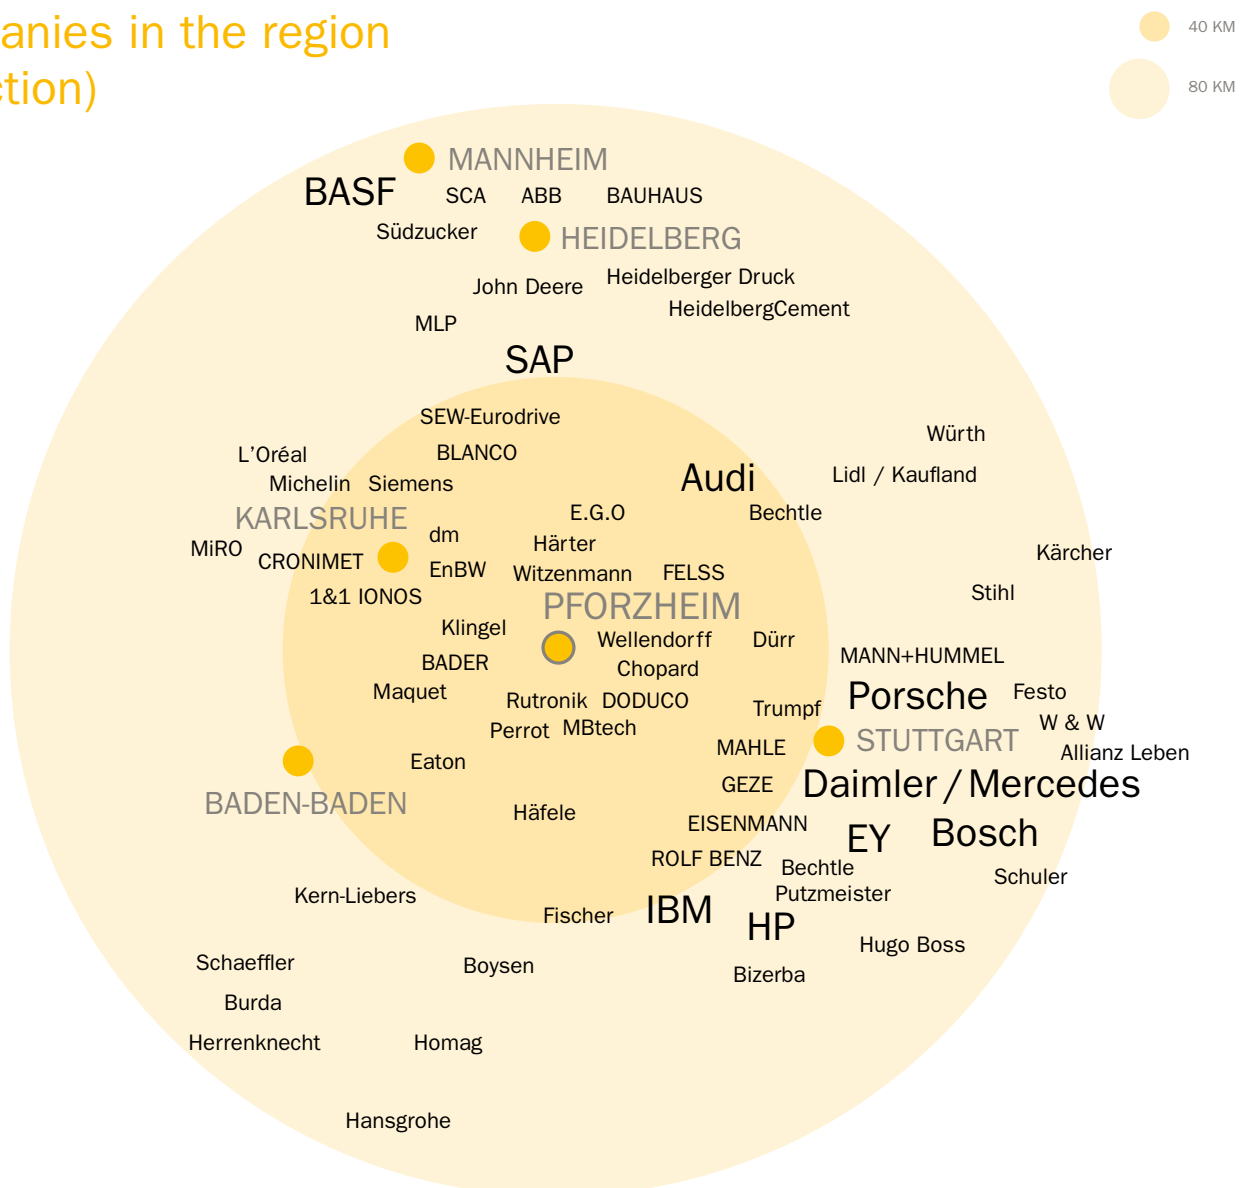 anies in the region
ction)
40 KM
80 KM
MANNHEIM
BASF
SCA
ABB
BAUHAUS
Südzucker
HEIDELBERG
John Deere
Heidelberger Druck
HeidelbergCement
MLP
SAP
SEW-Eurodrive
Würth
L’Oréal
BLANCO
Audi
Lidl / Kaufland
Michelin
Siemens
KARLSRUHE
E.G.O
Bechtle
dm
MiRO
CRONIMET
Härter
Kärcher
EnBW
Witzenmann
FELSS
1&1 IONOS
Stihl
PFORZHEIM
Klingel
Wellendorff
Dürr
BADER
Chopard
MANN+HUMMEL
Maquet
Rutronik
DODUCO
Trumpf
Porsche
Festo
Perrot
MBtech
W & W
MAHLE
STUTTGART
Allianz Leben
Eaton
GEZE
Daimler / Mercedes
BADEN-BADEN
Häfele
EISENMANN
EY
Bosch
ROLF BENZ
Bechtle
Schuler
Kern-Liebers
Putzmeister
Fischer
IBM
HP
Hugo Boss
Schaeffler
Boysen
Bizerba
Burda
Herrenknecht
Homag
Hansgrohe